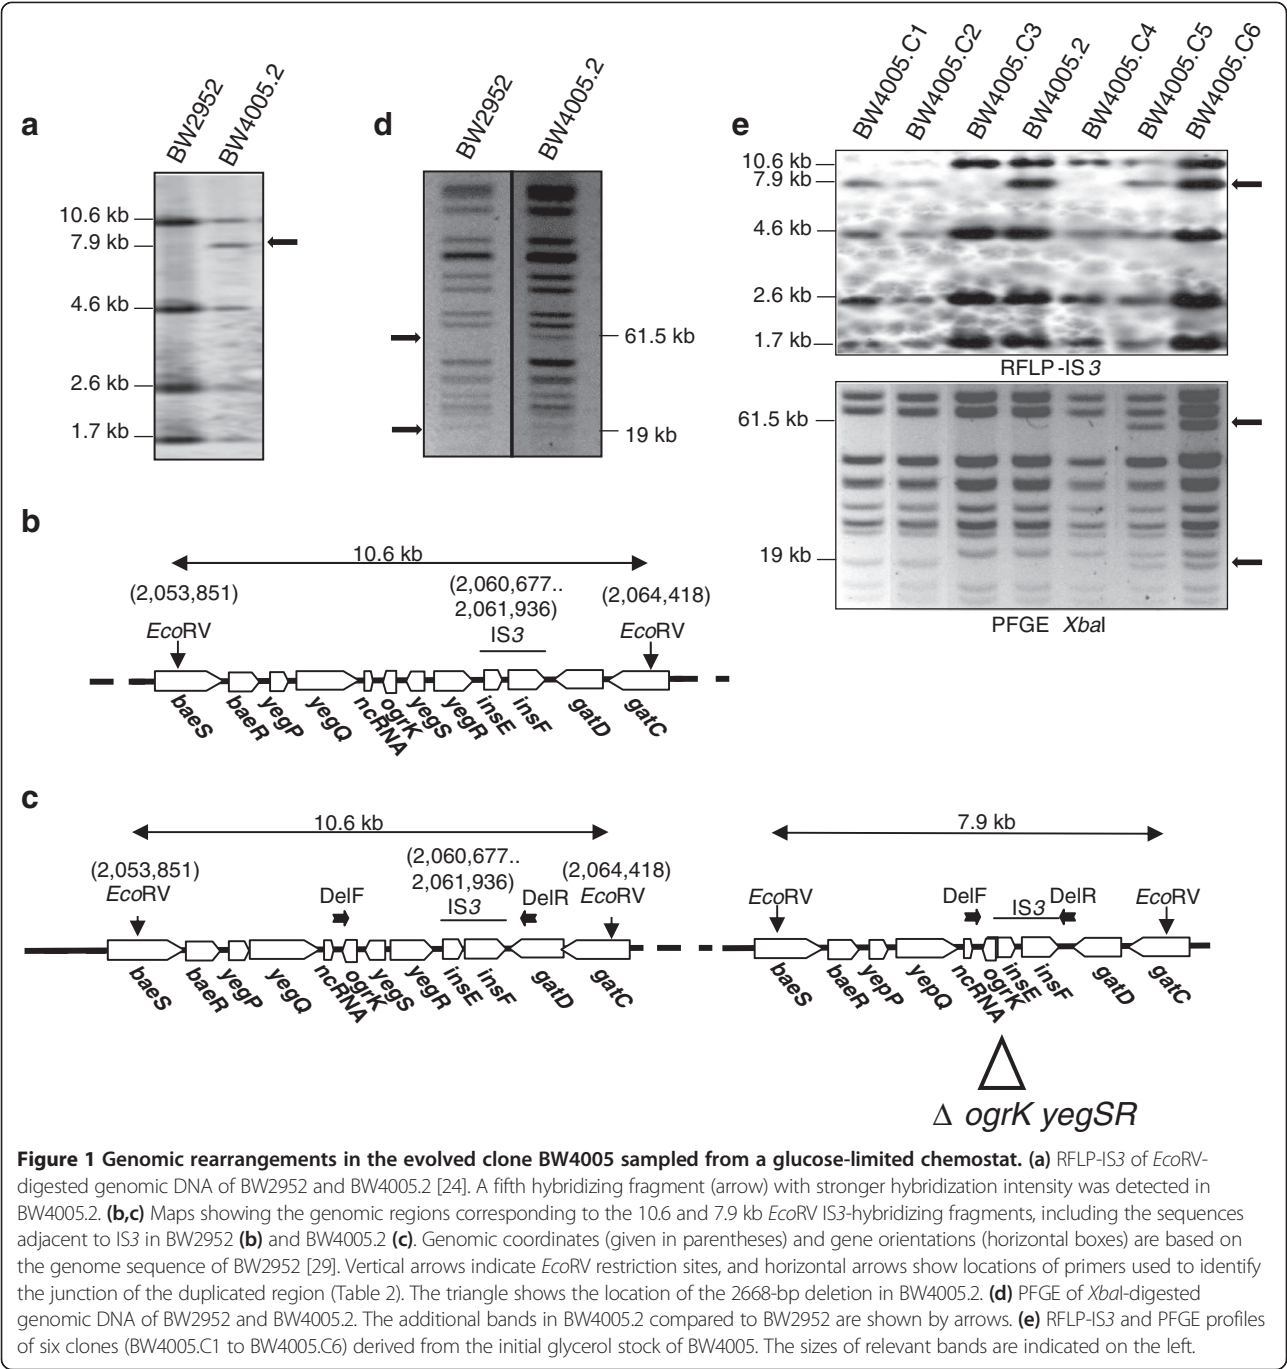 a
BW2952
BW4005.2
10.6 kb
7.9 kb
4.6 kb
2.6 kb
1.7 kb
d
BW2952
BW4005.2
61.5 kb
19 kb
e
BW4005.C1
BW4005.C2
BW4005.C3
BW4005.2
BW4005.C4
BW4005.C5
BW4005.C6
10.6 kb
7.9 kb
4.6 kb
2.6 kb
1.7 kb
RFLP-IS3
61.5 kb
19 kb
PFGE XbaI
b
10.6 kb
(2,053,851)
(2,060,677..
2,061,936)
(2,064,418)
EcoRV
IS3
EcoRV
baeS
baeR
yegP
yegQ
ncRNA
ogrK
yegS
yegR
insE
insF
gatD
gatC
c
10.6 kb
(2,053,851)
(2,060,677..
2,061,936)
(2,064,418)
EcoRV
DelF
IS3
DelR
EcoRV
baeS
baeR
yegP
yegQ
ncRNA
ogrK
yegS
yegR
insE
insF
gatD
gatC
7.9 kb
EcoRV
DelF
IS3
DelR
EcoRV
baeS
baeR
yepP
yepQ
ncRNA
ogrK
insE
insF
gatD
gatC
Δ ogrK yegSR
Figure 1 Genomic rearrangements in the evolved clone BW4005 sampled from a glucose-limited chemostat. (a) RFLP-IS3 of EcoRV-
digested genomic DNA of BW2952 and BW4005.2 [24]. A fifth hybridizing fragment (arrow) with stronger hybridization intensity was detected in
BW4005.2. (b,c) Maps showing the genomic regions corresponding to the 10.6 and 7.9 kb EcoRV IS3-hybridizing fragments, including the sequences
adjacent to IS3 in BW2952 (b) and BW4005.2 (c). Genomic coordinates (given in parentheses) and gene orientations (horizontal boxes) are based on
the genome sequence of BW2952 [29]. Vertical arrows indicate EcoRV restriction sites, and horizontal arrows show locations of primers used to identify
the junction of the duplicated region (Table 2). The triangle shows the location of the 2668-bp deletion in BW4005.2. (d) PFGE of XbaI-digested
genomic DNA of BW2952 and BW4005.2. The additional bands in BW4005.2 compared to BW2952 are shown by arrows. (e) RFLP-IS3 and PFGE profiles
of six clones (BW4005.C1 to BW4005.C6) derived from the initial glycerol stock of BW4005. The sizes of relevant bands are indicated on the left.